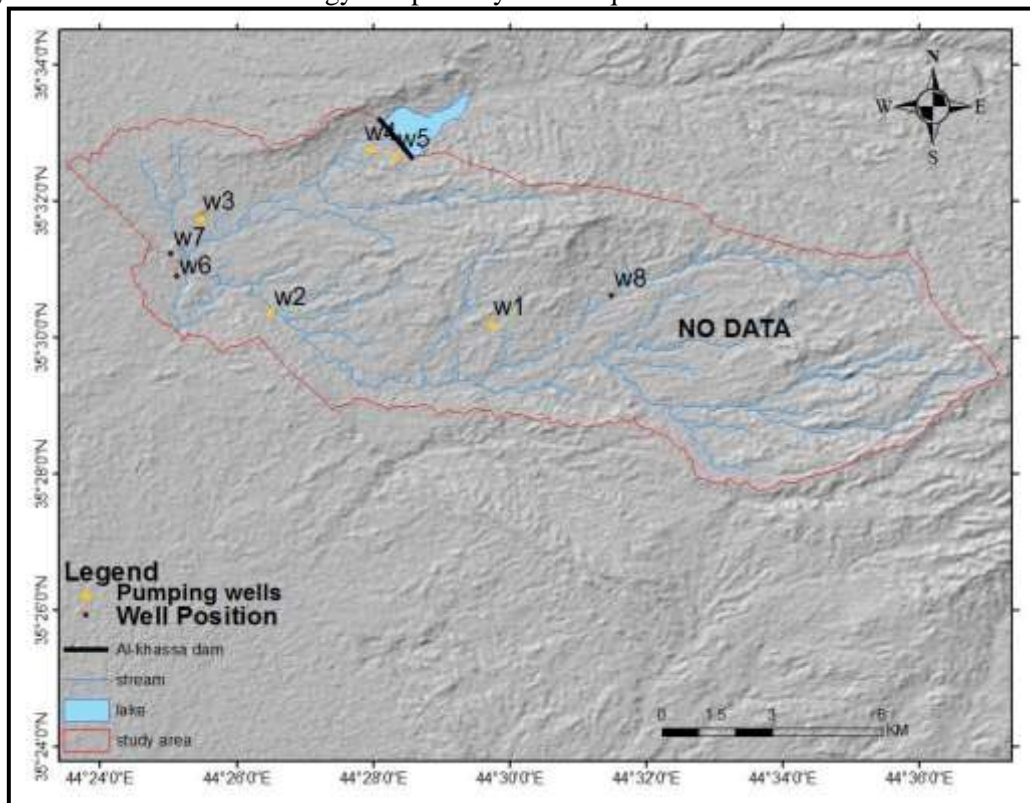 N
W E
S
w4
w5
w3
w7
w6
w2
w1
w8
NO DATA
35°34'0"N
35°32'0"N
35°30'0"N
35°28'0"N
35°26'0"N
35°24'0"N
Legend
Pumping wells
Well Position
Al-khassa dam
stream
lake
study area
0 1.5 3 6
KM
44°24'0"E 44°26'0"E 44°28'0"E 44°30'0"E 44°32'0"E 44°34'0"E 44°36'0"E